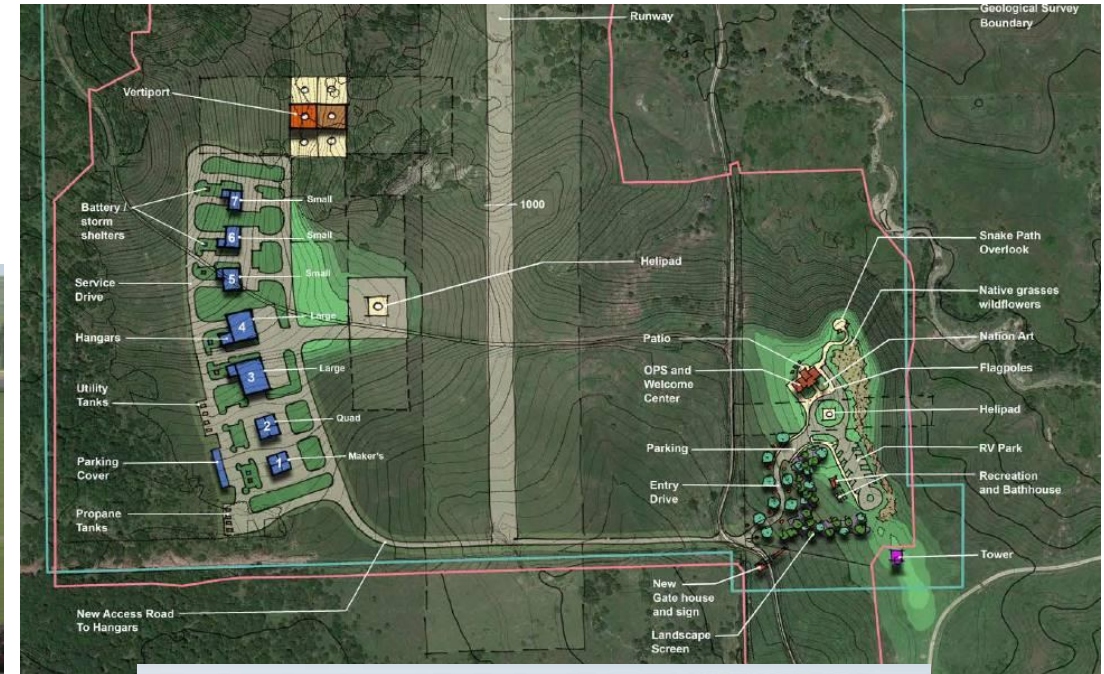 Runway
Geological Survey
Boundary
Vertiport
7
Small
Battery /
storm
shelters
1000
6
Small
Snake Path
Overlook
Helipad
5
Small
Service
Drive
Native grasses
wildflowers
4
Large
Hangars
Patio
Nation Art
OPS and
Welcome
Center
Flagpoles
3
Large
Utility
Tanks
Helipad
2
Quad
Parking
RV Park
1
Maker's
Parking
Cover
Entry
Drive
Recreation
and Bathhouse
Propane
Tanks
Tower
New
Gate house
and sign
New Access Road
To Hangars
Landscape
Screen